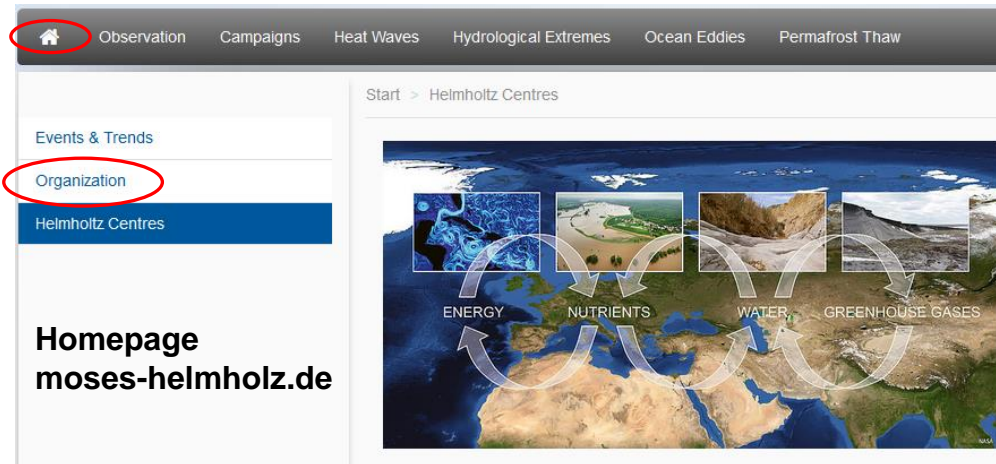 Observation Campaigns Heat Waves Hydrological Extremes Ocean Eddies Permafrost Thaw
Start > Helmholtz Centres
Events & Trends
Organization
Helmholtz Centres
ENERGY NUTRIENTS WATER GREENHOUSE GASES
Homepage
moses-helmholz.de
NASA